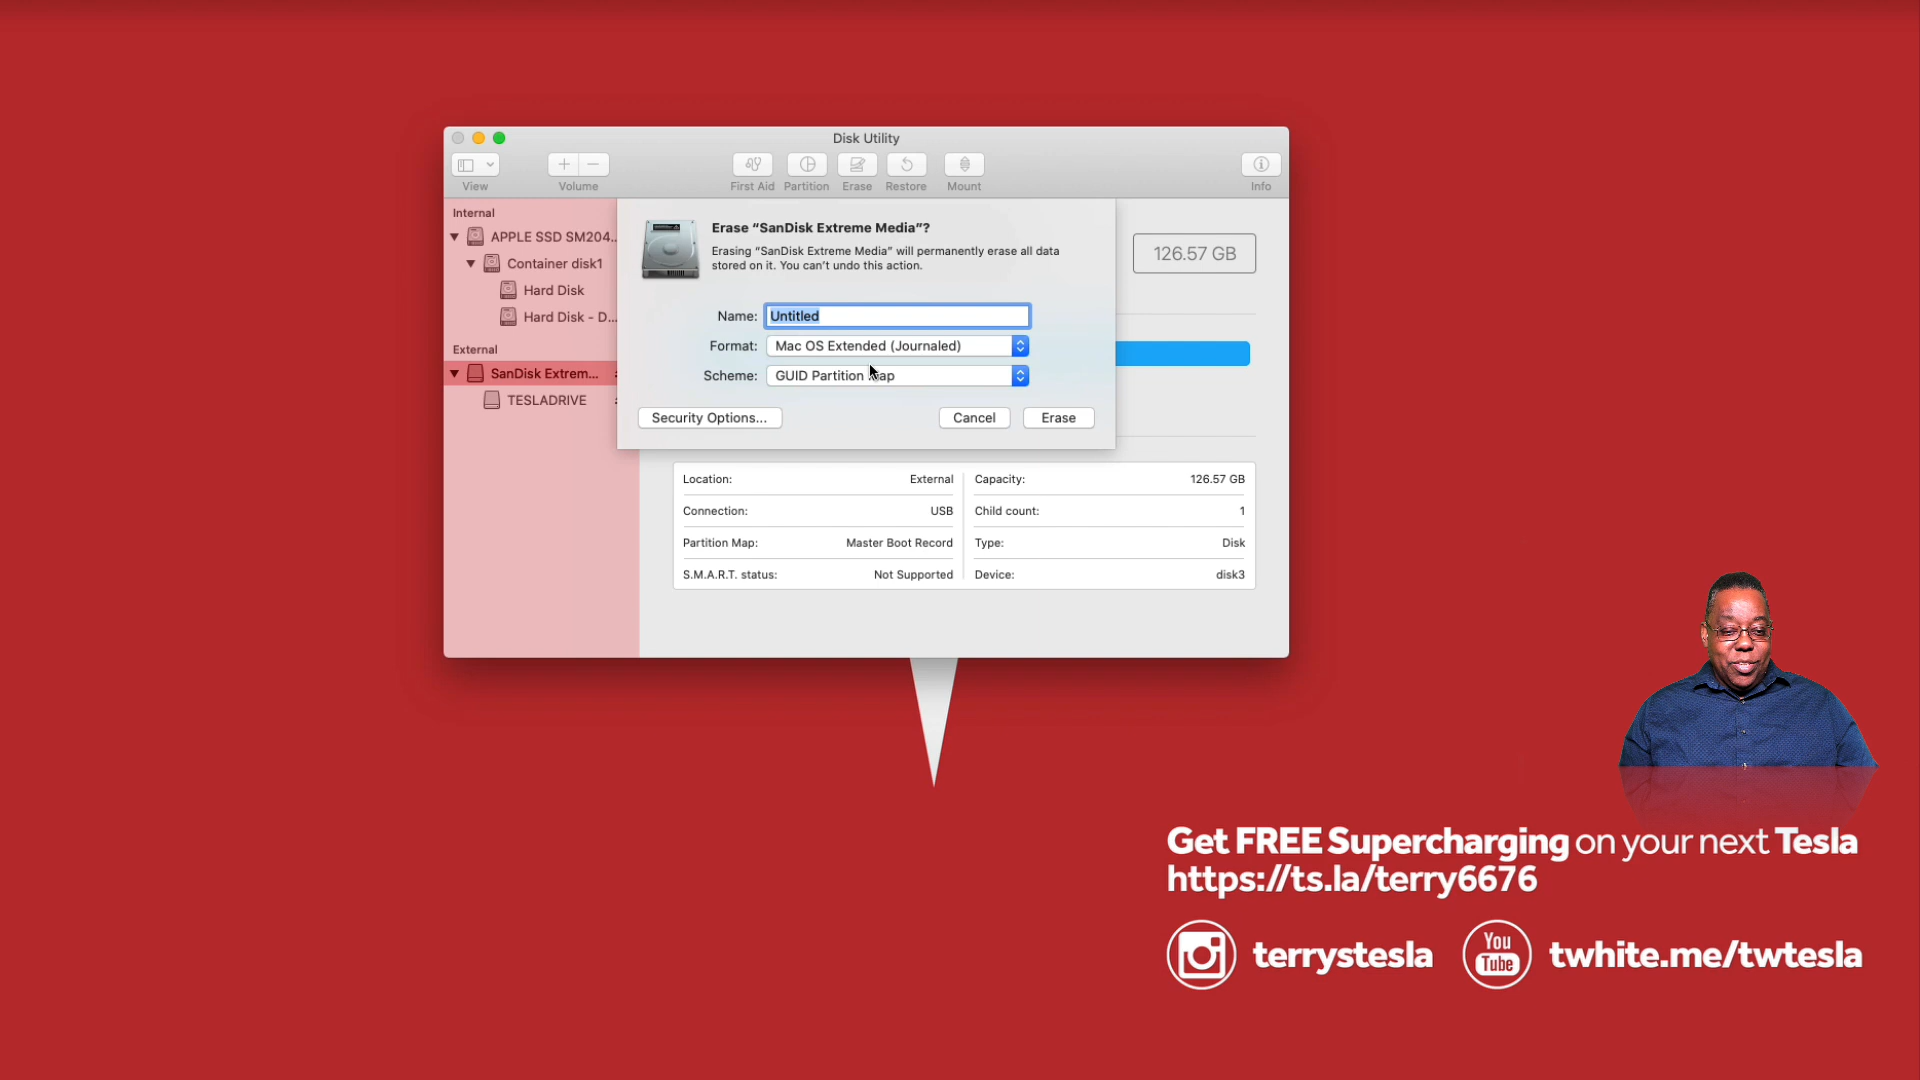 Disk Utility
View
Volume
First Aid
Partition
Erase
Restore
Mount
Info
Internal
APPLE SSD SM204...
Container disk1
Hard Disk
Hard Disk - D...
External
SanDisk Extrem...
TESLADRIVE
Erase “SanDisk Extreme Media”?
Erasing “SanDisk Extreme Media” will permanently erase all data
stored on it. You can’t undo this action.
Name: Untitled
Format: Mac OS Extended (Journaled)
Scheme: GUID Partition Map
Security Options...
Cancel
Erase
126.57 GB
Location: External
Capacity: 126.57 GB
Connection: USB
Child count: 1
Partition Map: Master Boot Record
Type: Disk
S.M.A.R.T. status: Not Supported
Device: disk3
Get FREE Supercharging on your next Tesla
https://ts.la/terry6676
terrystesla
You
Tube
twhite.me/twtesla